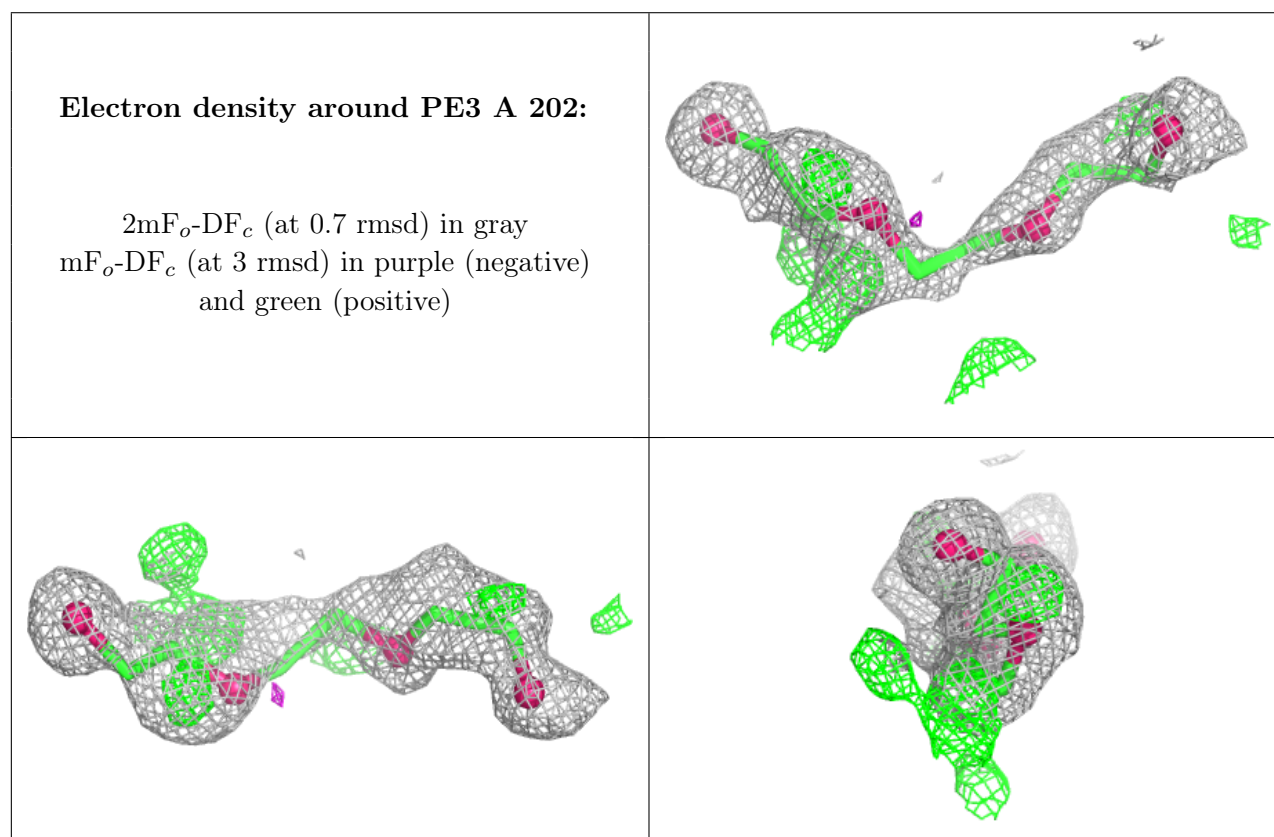 Electron density around PE3 A 202:
2mFo-DFc (at 0.7 rmsd) in gray
mFo-DFc (at 3 rmsd) in purple (negative)
and green (positive)